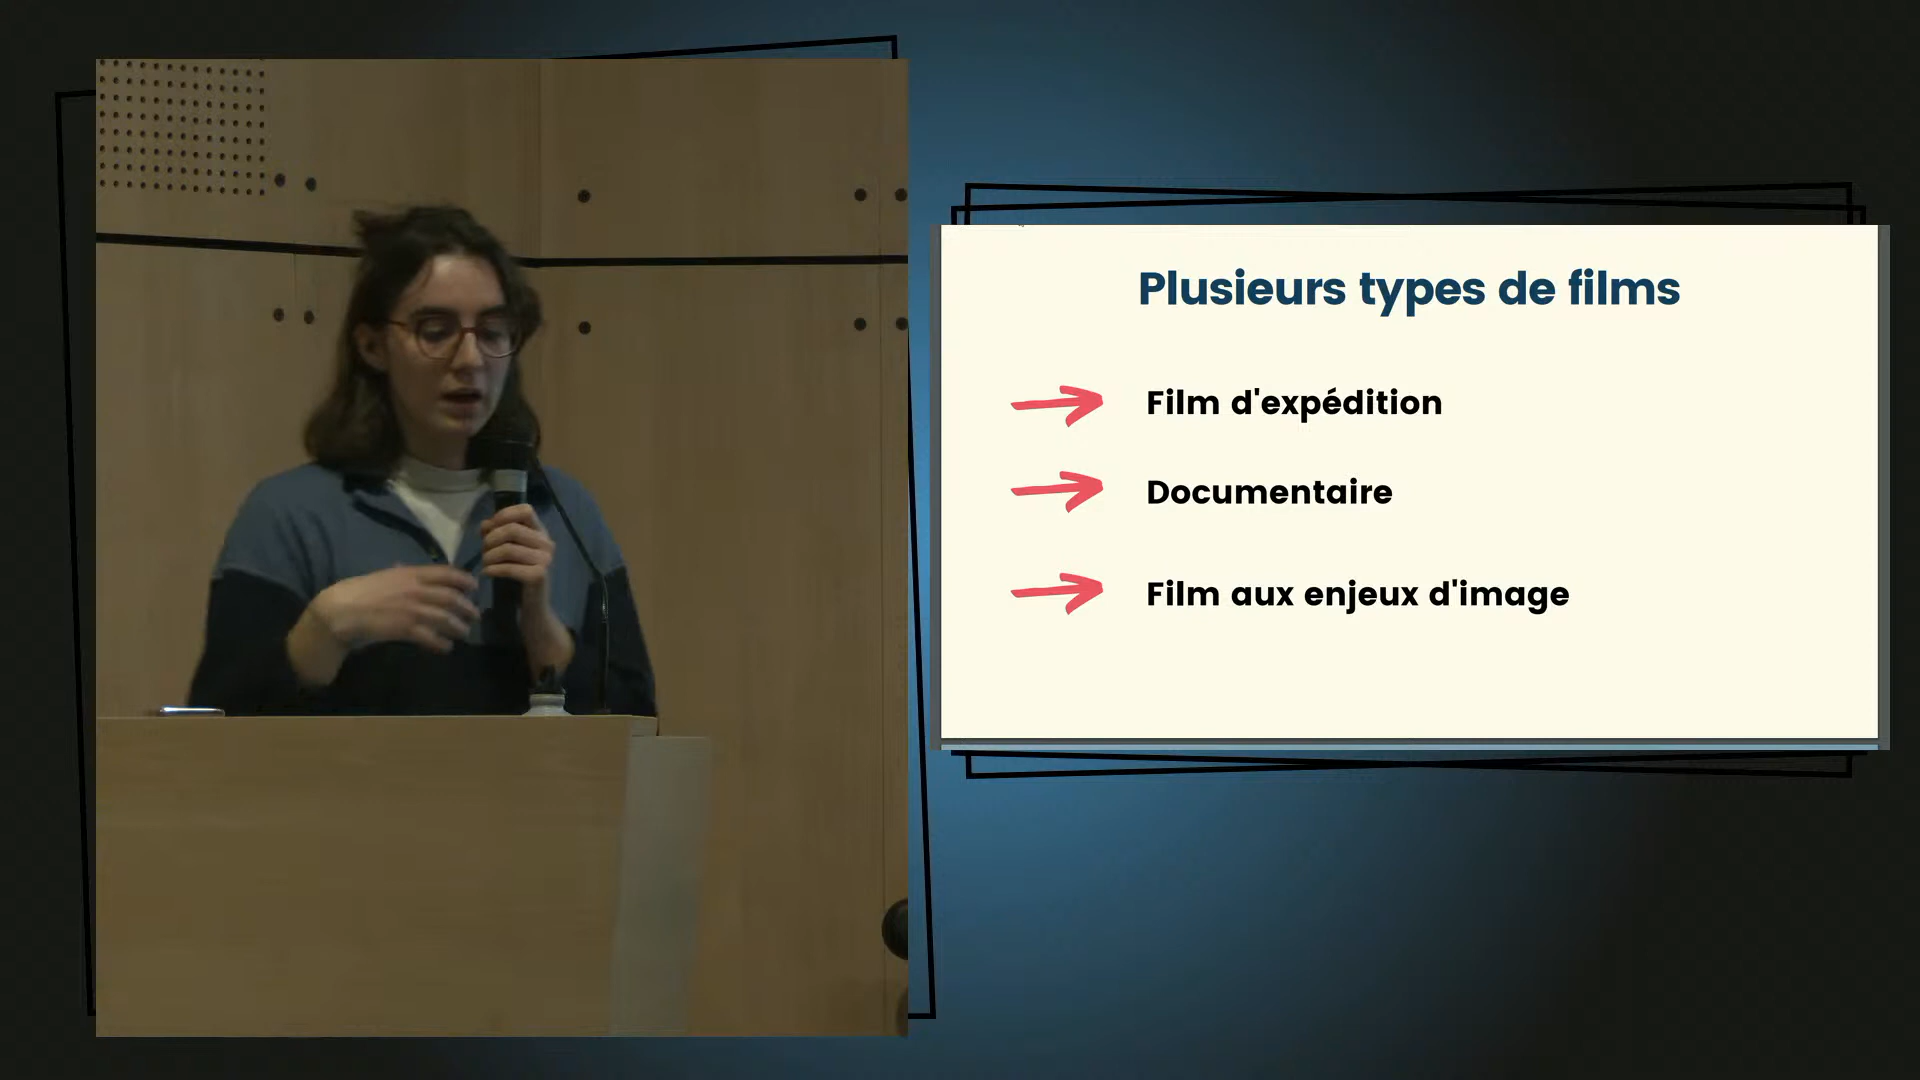 Plusieurs types de films
Film d'expédition
Documentaire
Film aux enjeux d'image